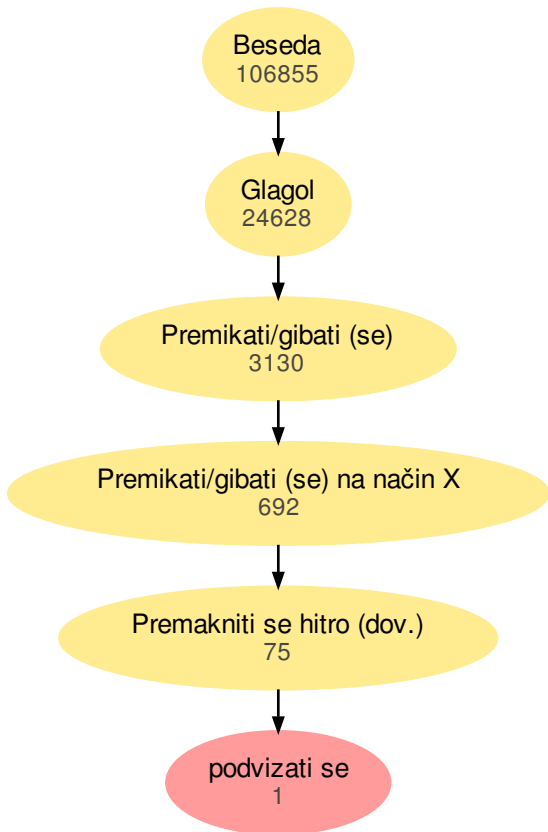 Beseda
106855
Glagol
24628
Premikati/gibati (se)
3130
Premikati/gibati (se) na način X
692
Premakniti se hitro (dov.)
75
podvizati se
1